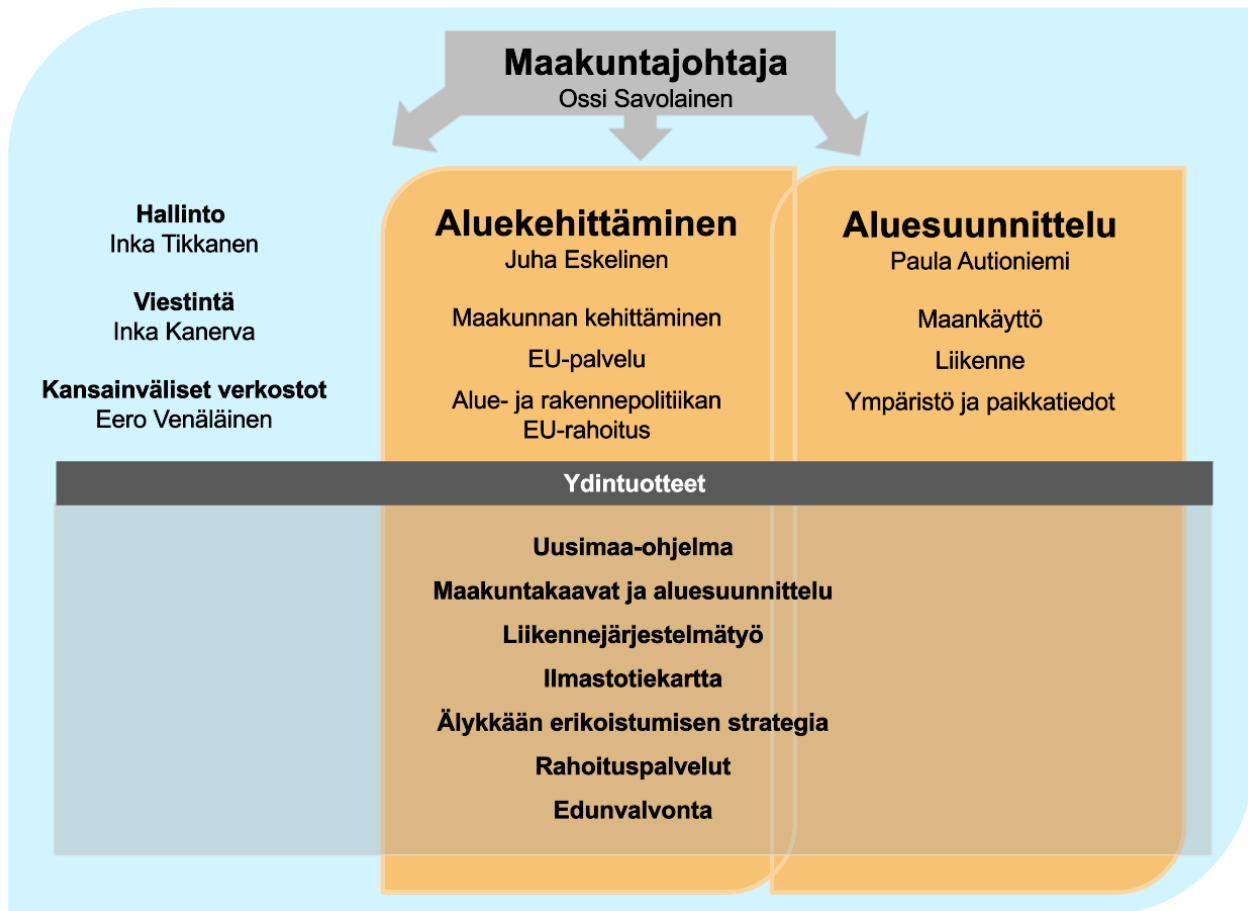 Maakuntajohtaja
Ossi Savolainen
Hallinto
Inka Tikkanen
Viestintä
Inka Kanerva
Kansainväliset verkostot
Eero Venäläinen
Aluekehittäminen
Juha Eskelinen
Maakunnan kehittäminen
EU-palvelu
Alue- ja rakennepolitiikan
EU-rahoitus
Aluesuunnittelu
Paula Autioniemi
Maankäyttö
Liikenne
Ympäristö ja paikkatiedot
Ydintuotteet
Uusimaa-ohjelma
Maakuntakaavat ja aluesuunnittelu
Liikennejärjestelmätyö
Ilmastotiekartta
Älykkään erikoistumisen strategia
Rahoituspalvelut
Edunvalvonta